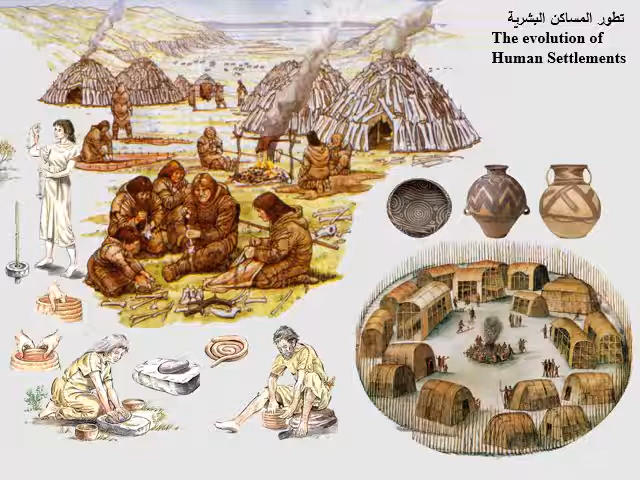 تطور المساكن البشرية
The evolution of
Human Settlements